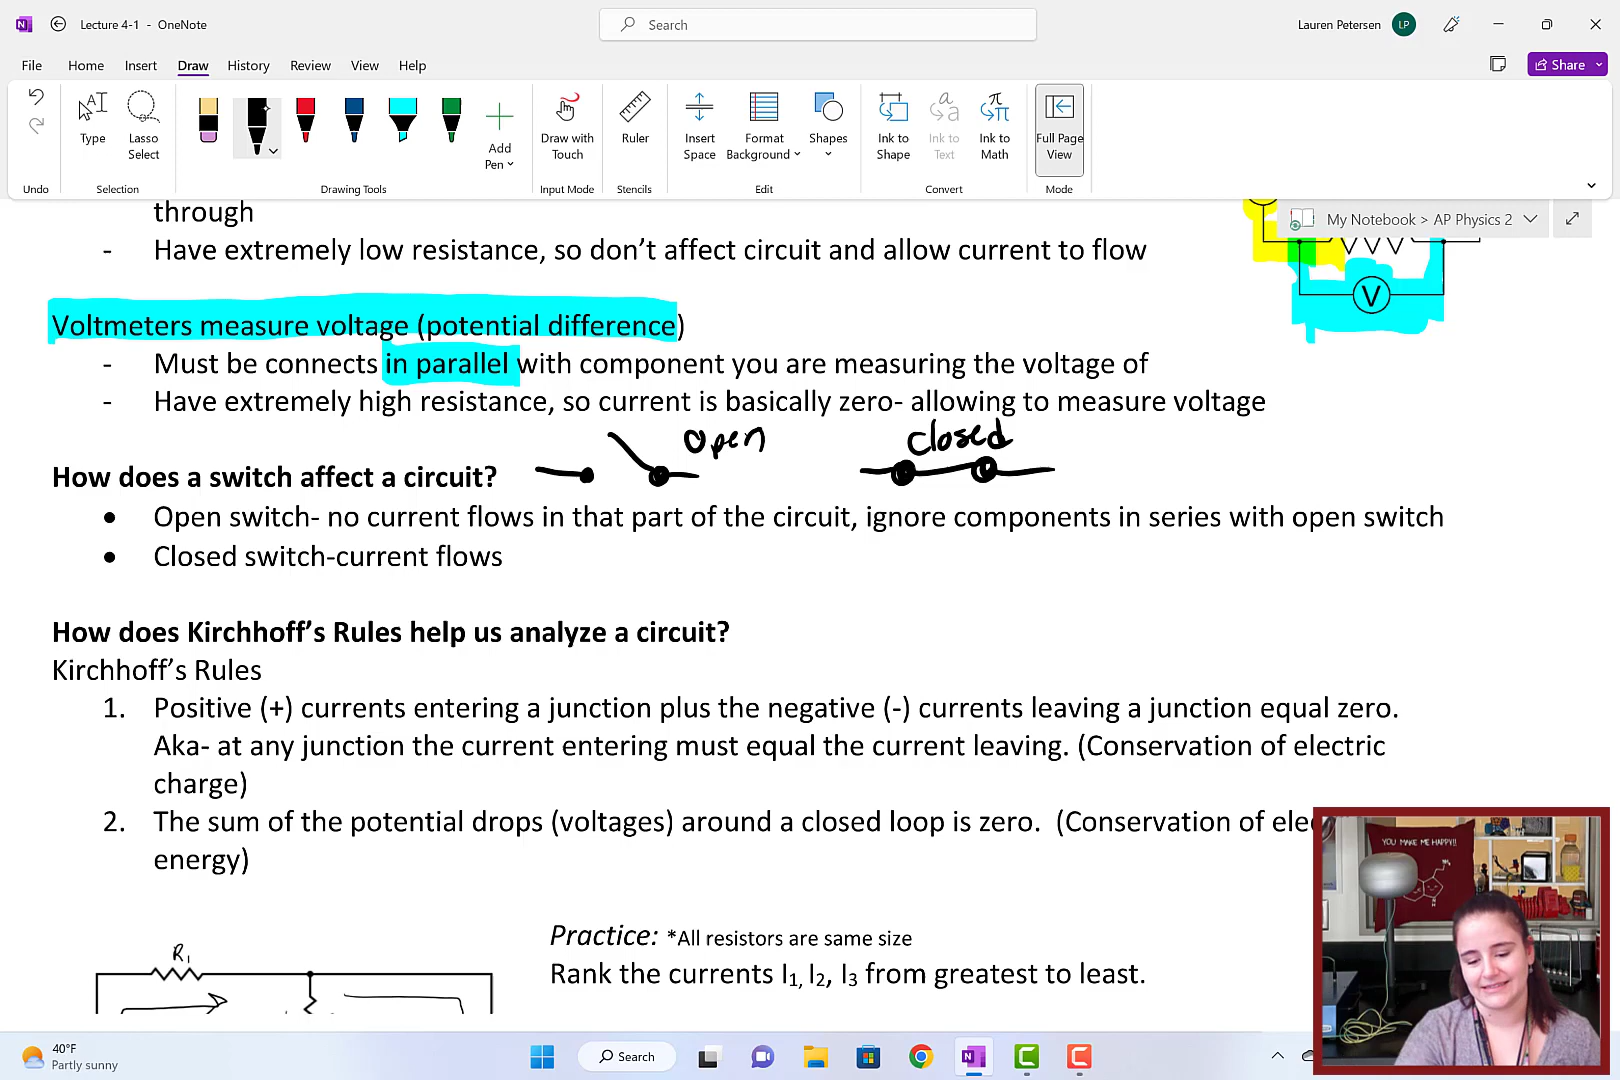 Lecture 4-1 - OneNote
Search
Lauren Petersen
LP
File Home Insert Draw History Review View Help
Share
Undo
Type
Lasso Select
Selection
Drawing Tools
Add Pen
Draw with Touch
Input Mode
Ruler
Stencils
Insert Space
Format Background
Shapes
Edit
Ink to Shape
Ink to Text
Ink to Math
Convert
Full Page View
Mode
My Notebook > AP Physics 2
through
- Have extremely low resistance, so don’t affect circuit and allow current to flow
V
Voltmeters measure voltage (potential difference)
- Must be connects in parallel with component you are measuring the voltage of
- Have extremely high resistance, so current is basically zero- allowing to measure voltage
open closed
How does a switch affect a circuit?
• Open switch- no current flows in that part of the circuit, ignore components in series with open switch
• Closed switch-current flows
How does Kirchhoff’s Rules help us analyze a circuit?
Kirchhoff’s Rules
1. Positive (+) currents entering a junction plus the negative (-) currents leaving a junction equal zero.
Aka- at any junction the current entering must equal the current leaving. (Conservation of electric
charge)
2. The sum of the potential drops (voltages) around a closed loop is zero. (Conservation of
energy)
YOU MAKE ME HAPPY!!
Practice: *All resistors are same size
R₁
Rank the currents I₁, I₂, I₃ from greatest to least.
40°F
Partly sunny
Search